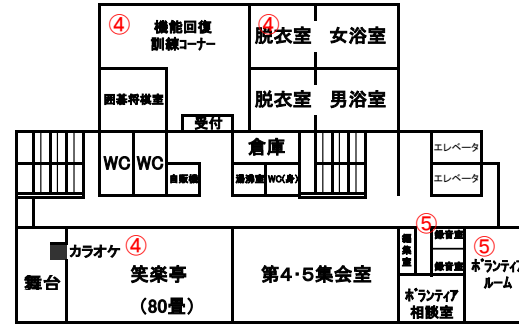 ④ 機能回復
訓練コーナー
④
脱衣室 女浴室
囲碁将棋室
脱衣室 男浴室
受付
WC WC
自販機
倉庫
湯沸室 WC(身)
エレベータ
エレベータ
舞台
カラオケ
④
笑楽亭
(80畳)
第4・5集会室
編集室
⑤
録音室
録音室
ボランティア
相談室
⑤
ボランティア
ルーム